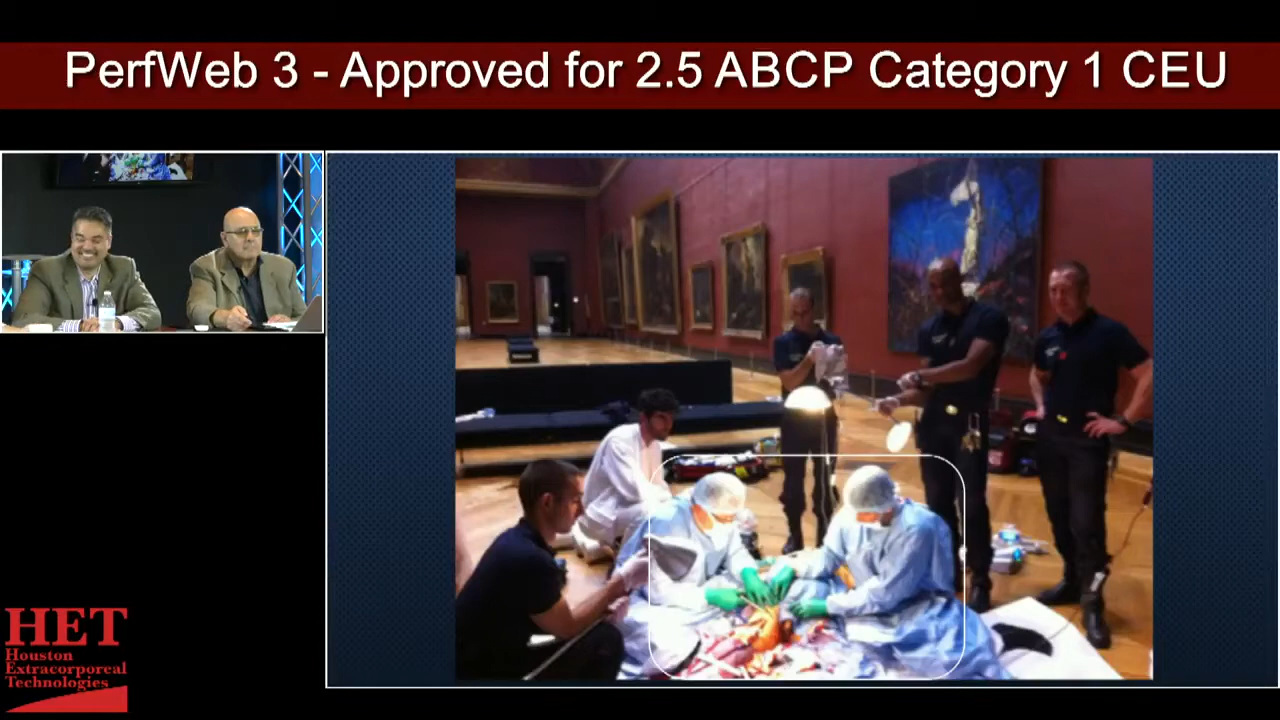 PerfWeb 3 - Approved for 2.5 ABCP Category 1 CEU
HET
Houston
Extracorporeal
Technologies